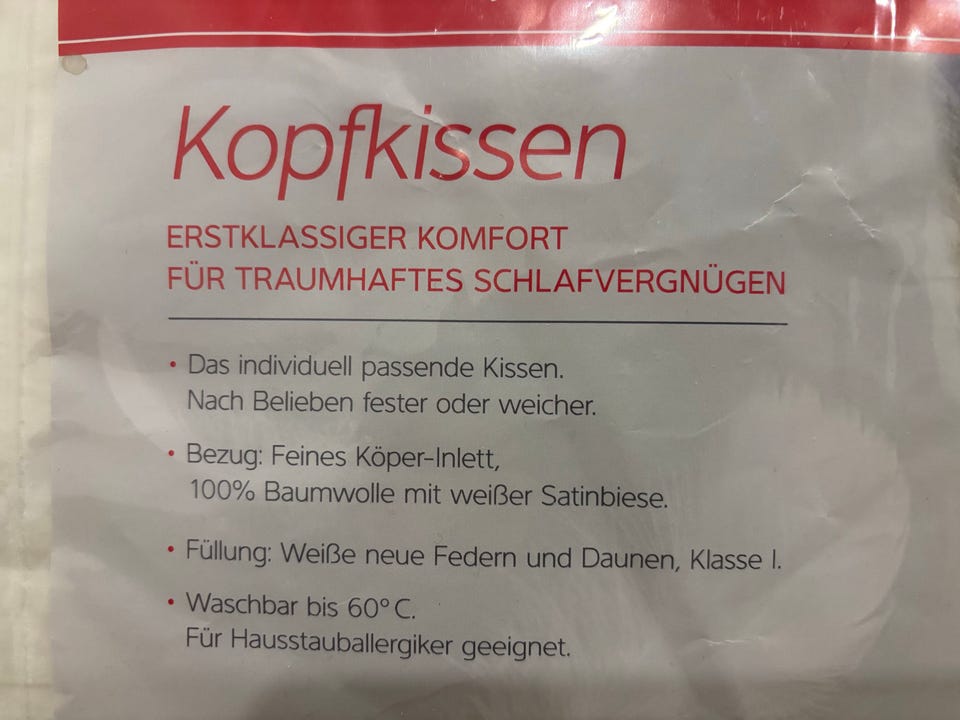 Kopfkissen
ERSTKLASSIGER KOMFORT
FÜR TRAUMHAFTES SCHLAFVERGNÜGEN
• Das individuell passende Kissen.
Nach Belieben fester oder weicher.
• Bezug: Feines Köper-Inlett,
100% Baumwolle mit weißer Satinbiese.
• Füllung: Weiße neue Federn und Daunen, Klasse I.
• Waschbar bis 60° C.
Für Hausstauballergiker geeignet.